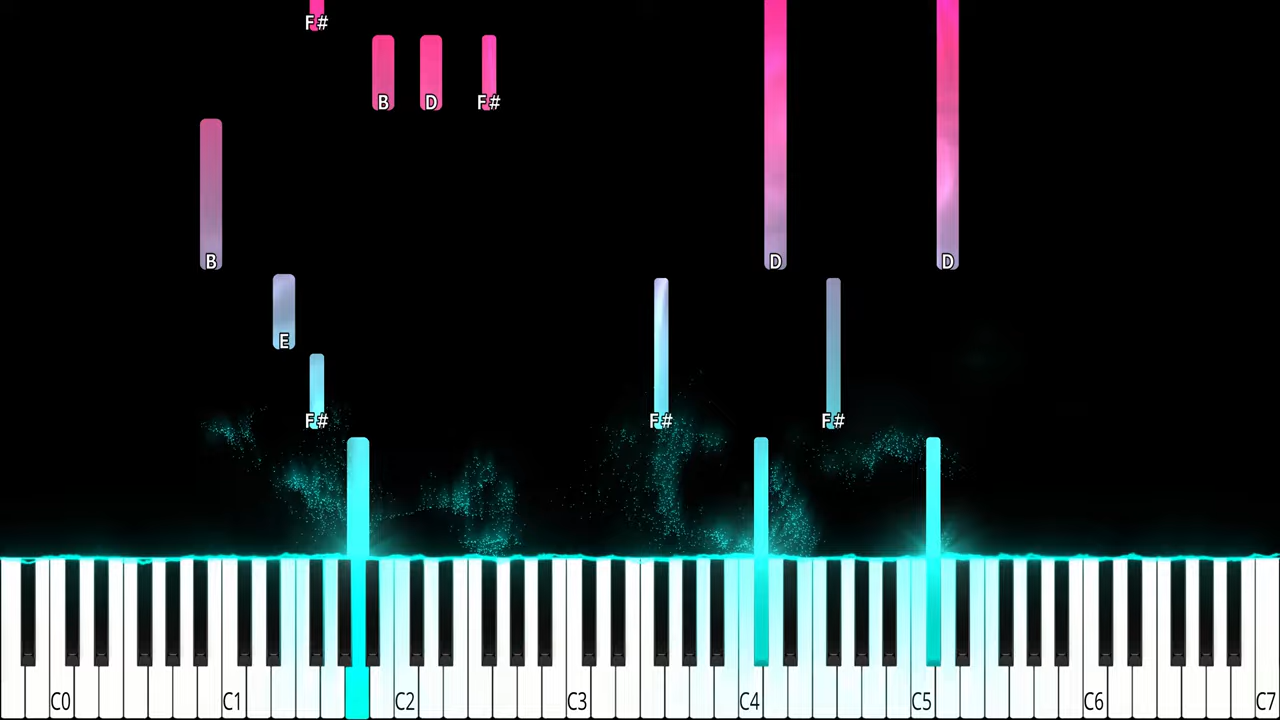 F#
B D F#
B D D
E
F# F# F#
C0 C1 C2 C3 C4 C5 C6 C7